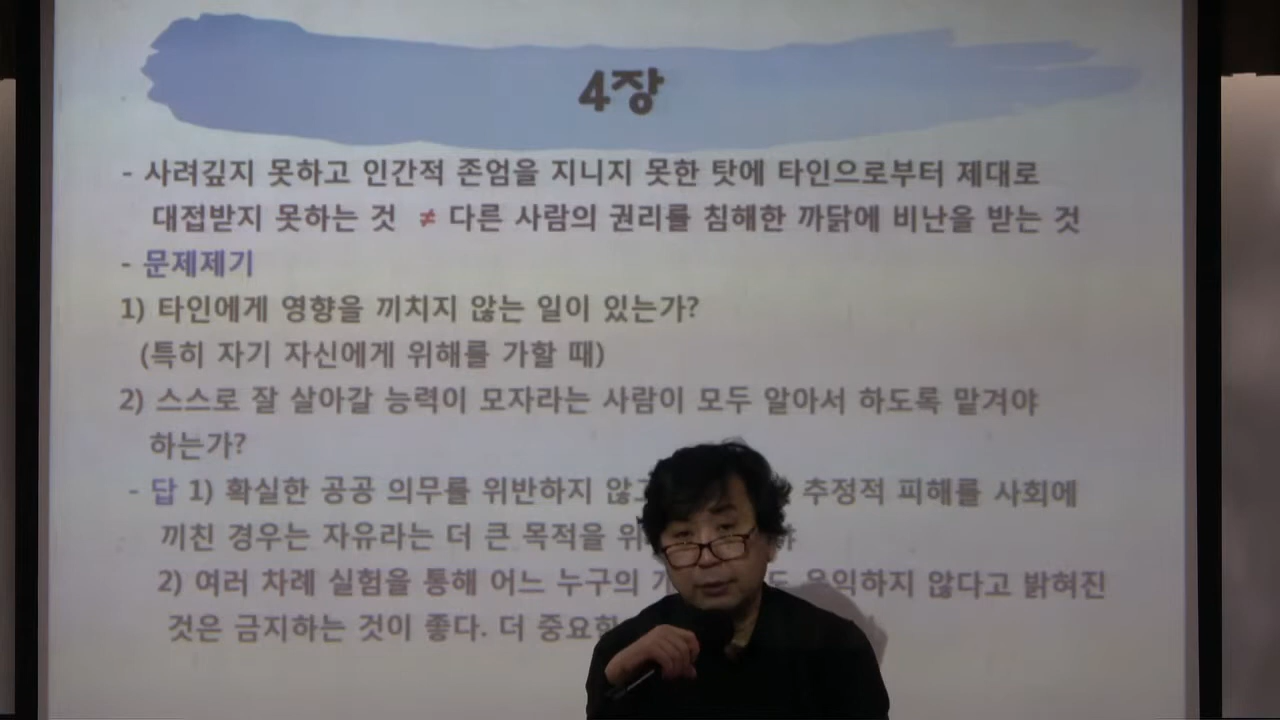 4장
- 사려깊지 못하고 인간적 존엄을 지니지 못한 탓에 타인으로부터 제대로
대접받지 못하는 것 ≠ 다른 사람의 권리를 침해한 까닭에 비난을 받는 것
- 문제제기
1) 타인에게 영향을 끼치지 않는 일이 있는가?
(특히 자기 자신에게 위해를 가할 때)
2) 스스로 잘 살아갈 능력이 모자라는 사람이 모두 알아서 하도록 맡겨야
하는가?
- 답 1) 확실한 공공 의무를 위반하지 않고 추정적 피해를 사회에
끼친 경우는 자유라는 더 큰 목적을
2) 여러 차례 실험을 통해 어느 누구의 유익하지 않다고 밝혀진
것은 금지하는 것이 좋다. 더